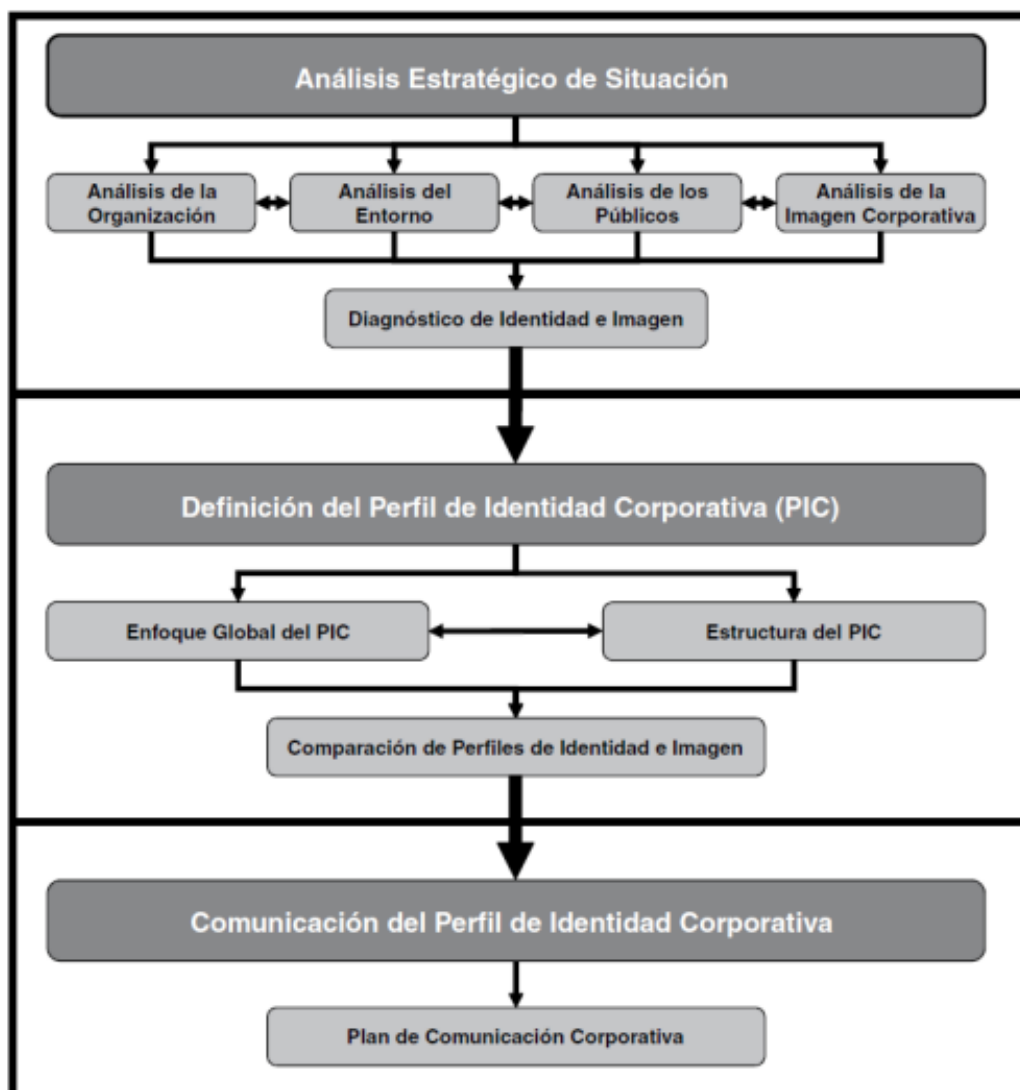 Análisis Estratégico de Situación
Análisis de la
Organización
Análisis del
Entorno
Análisis de los
Públicos
Análisis de la
Imagen Corporativa
Diagnóstico de Identidad e Imagen
Definición del Perfil de Identidad Corporativa (PIC)
Enfoque Global del PIC
Estructura del PIC
Comparación de Perfiles de Identidad e Imagen
Comunicación del Perfil de Identidad Corporativa
Plan de Comunicación Corporativa